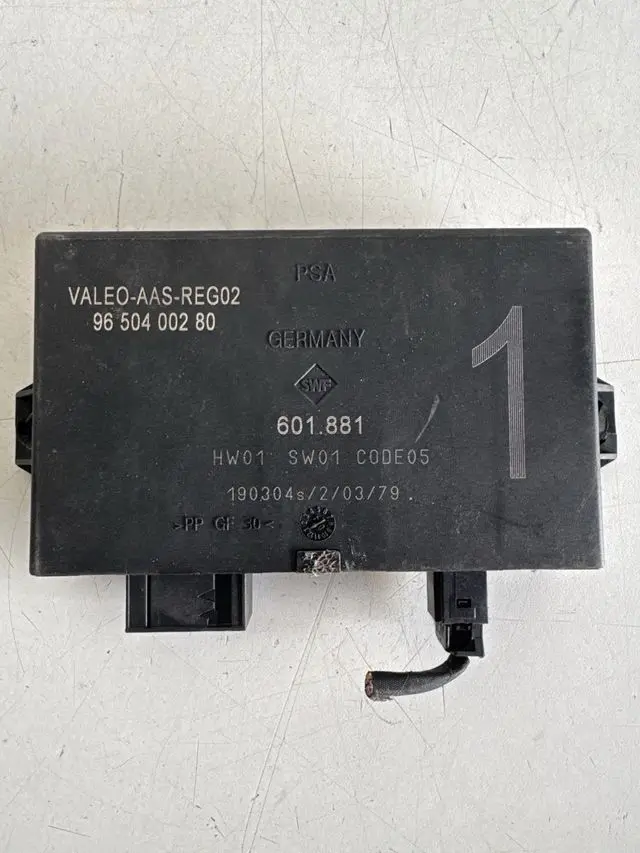 PSA
VALEO-AAS-REG02
96 504 002 80
GERMANY
SWF
601.881
1
HW01 SW01 CODE05
190304s/2/03/79.
>PP GF 30<